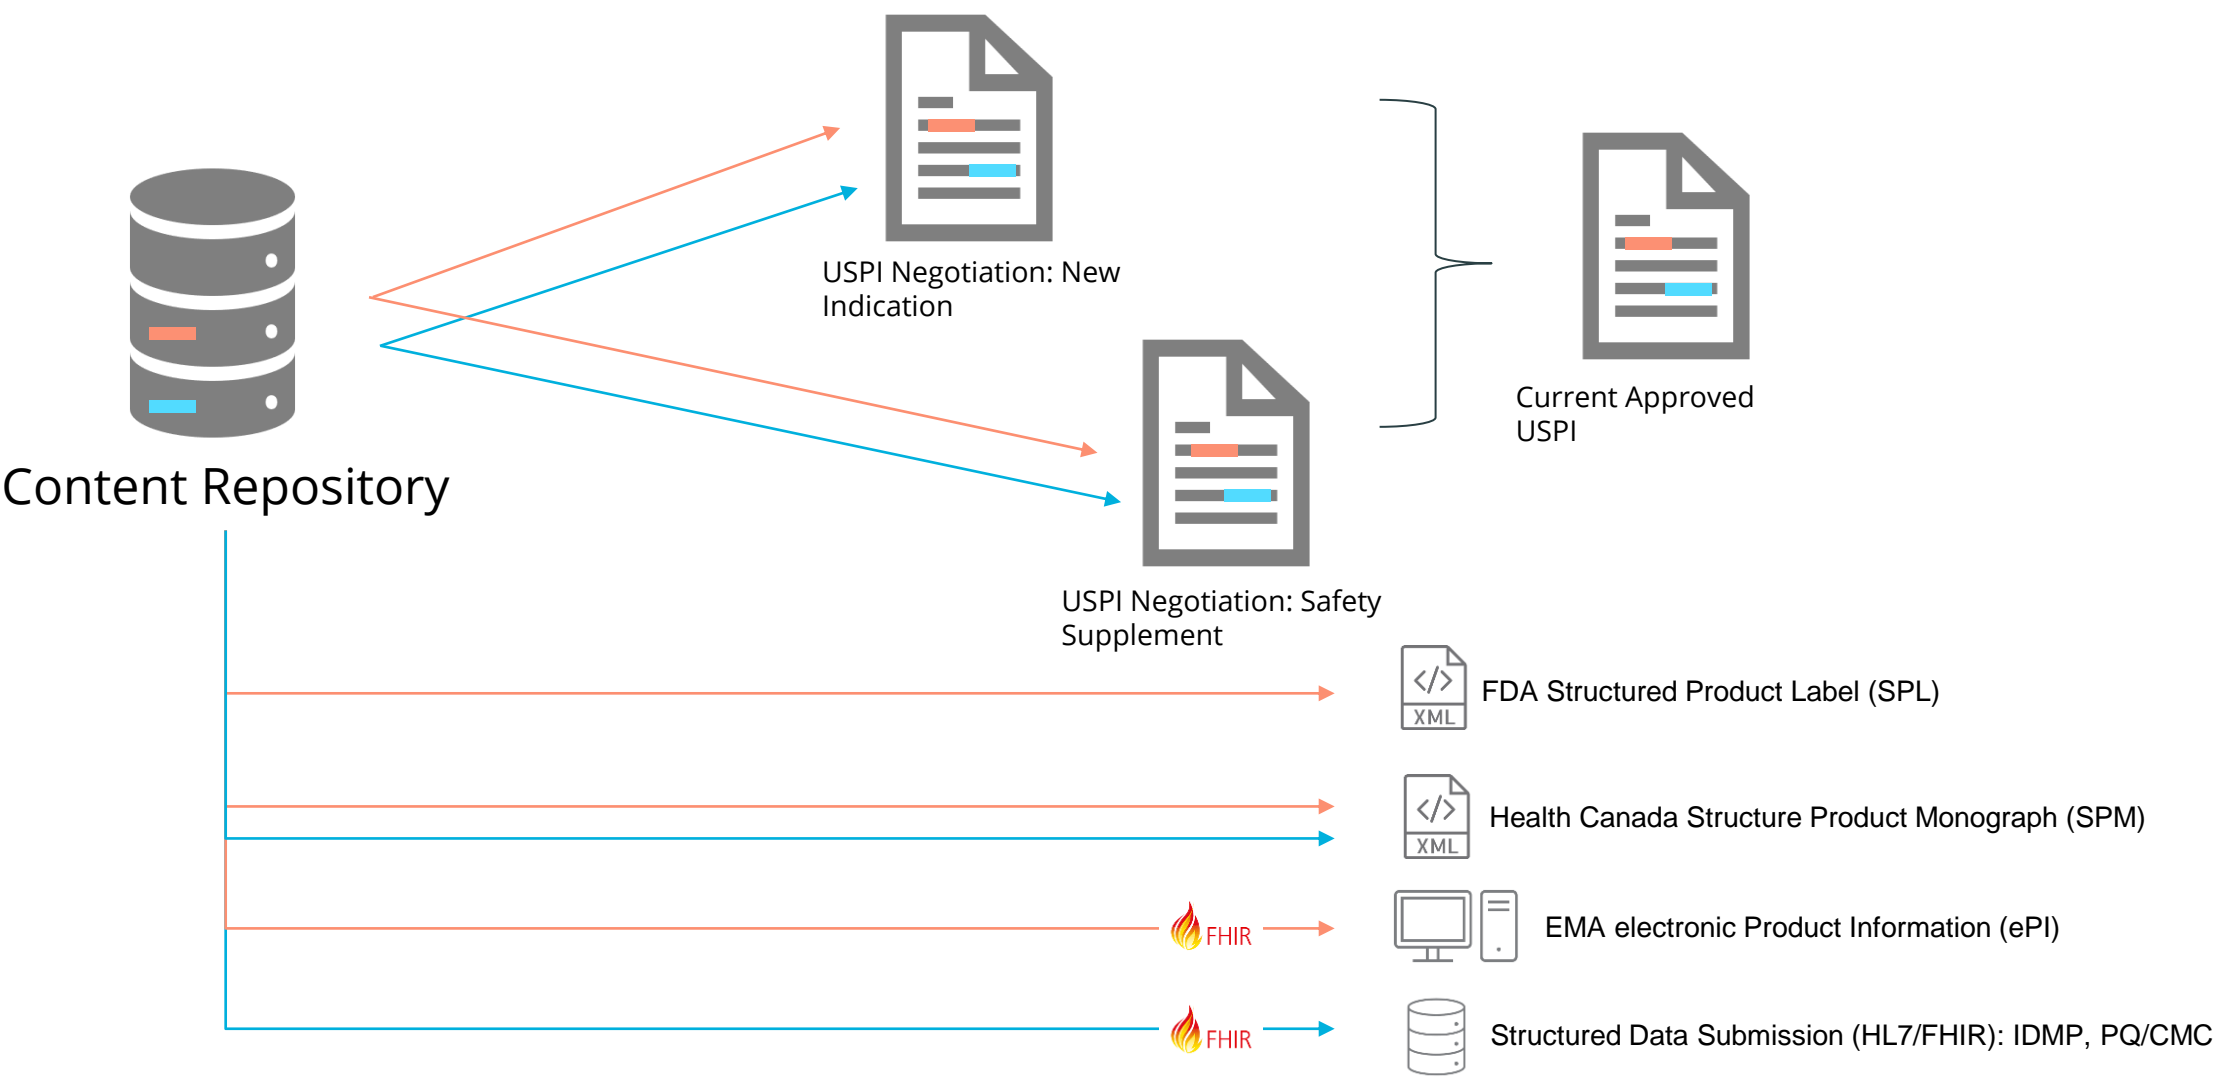 USPI Negotiation: New
Indication
Current Approved
USPI
Content Repository
USPI Negotiation: Safety
Supplement
</>
XML
FDA Structured Product Label (SPL)
</>
XML
Health Canada Structure Product Monograph (SPM)
FHIR
EMA electronic Product Information (ePI)
FHIR
Structured Data Submission (HL7/FHIR): IDMP, PQ/CMC